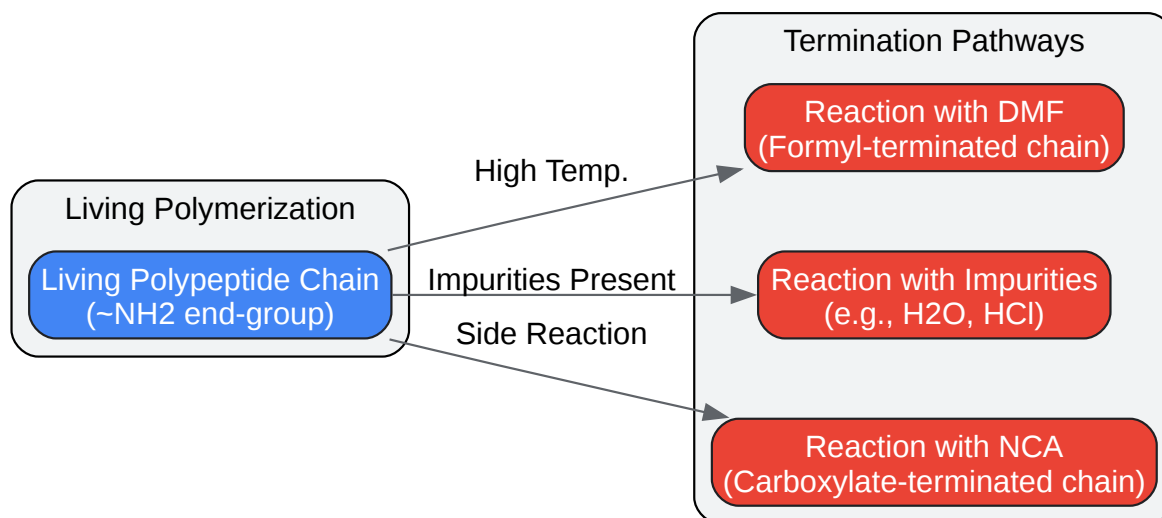 Living Polymerization
Living Polypeptide Chain
(~NH2 end-group)
High Temp.
Impurities Present
Side Reaction
Termination Pathways
Reaction with DMF
(Formyl-terminated chain)
Reaction with Impurities
(e.g., H2O, HCl)
Reaction with NCA
(Carboxylate-terminated chain)